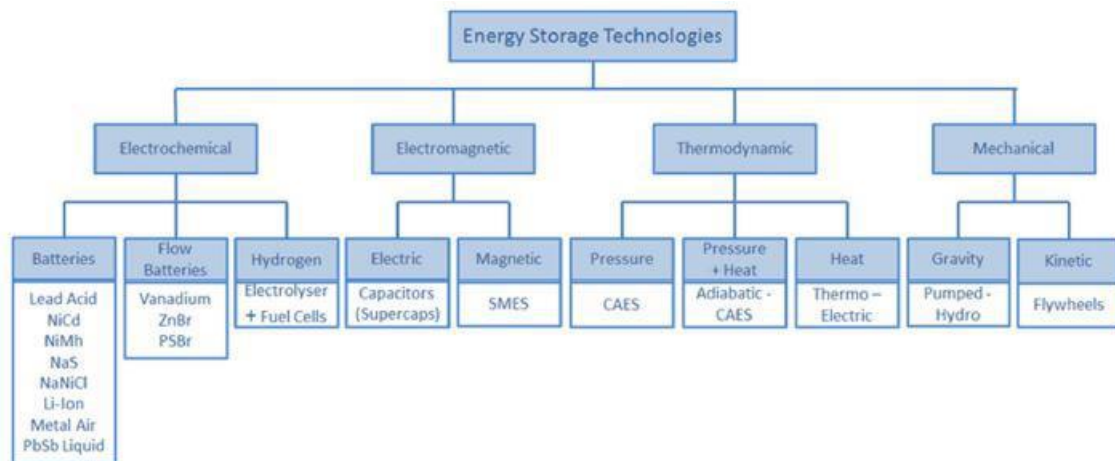 Energy Storage Technologies
Electrochemical
Electromagnetic
Thermodynamic
Mechanical
Batteries
Flow
Batteries
Hydrogen
Electric
Magnetic
Pressure
Pressure
+ Heat
Heat
Gravity
Kinetic
Lead Acid
NiCd
NiMh
NaS
NaNiCl
Li-Ion
Metal Air
PbSb Liquid
Vanadium
ZnBr
PSBr
Electrolyser
+ Fuel Cells
Capacitors
(Supercaps)
SMES
CAES
Adiabatic -
CAES
Thermo –
Electric
Pumped -
Hydro
Flywheels